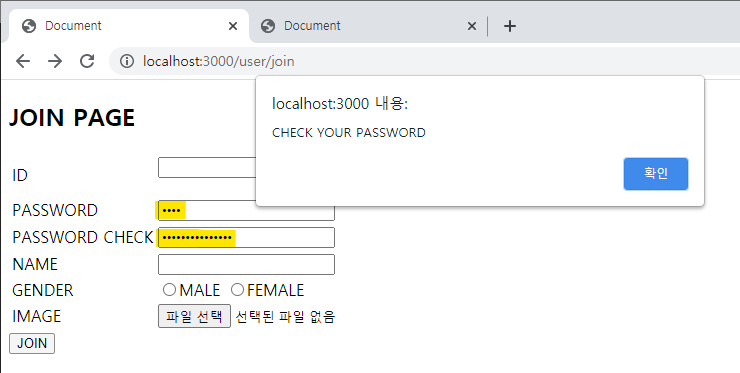 Document
Document
localhost:3000/user/join
localhost:3000 내용:
CHECK YOUR PASSWORD
확인
JOIN PAGE
ID
PASSWORD ••••
PASSWORD CHECK •••••••••••••••
NAME
GENDER MALE FEMALE
IMAGE 파일 선택 선택된 파일 없음
JOIN